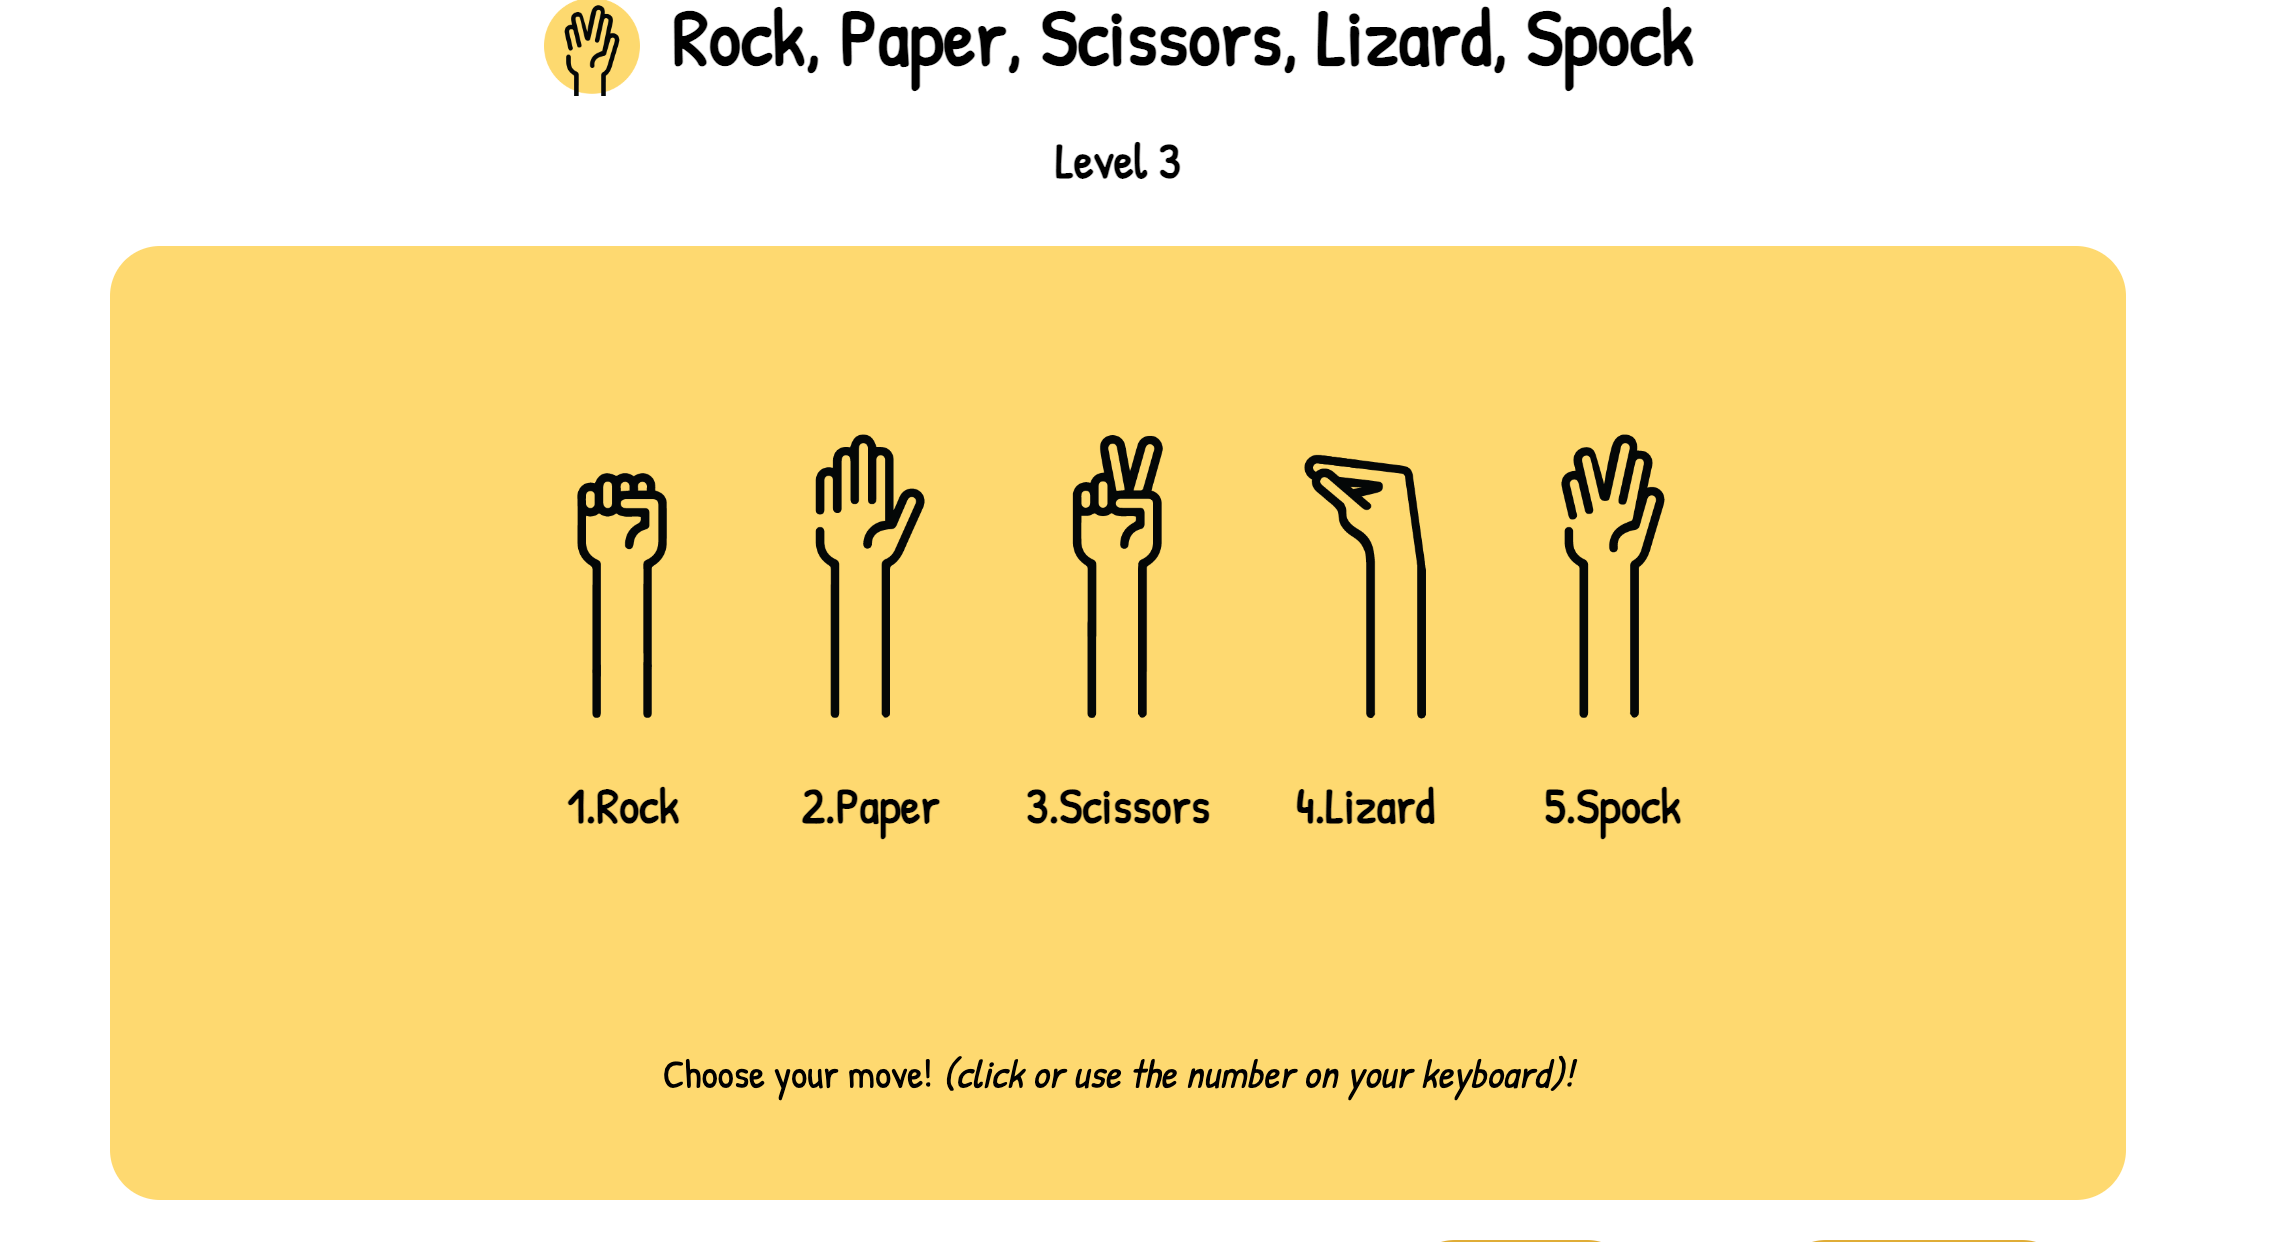 Rock, Paper, Scissors, Lizard, Spock
Level 3
1.Rock 2.Paper 3.Scissors 4.Lizard 5.Spock
Choose your move! (click or use the number on your keyboard)!